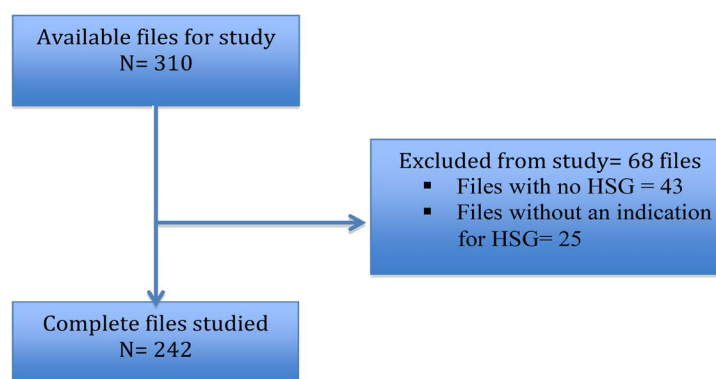 Available files for study
N= 310
Excluded from study= 68 files
▪ Files with no HSG = 43
▪ Files without an indication
for HSG= 25
Complete files studied
N= 242